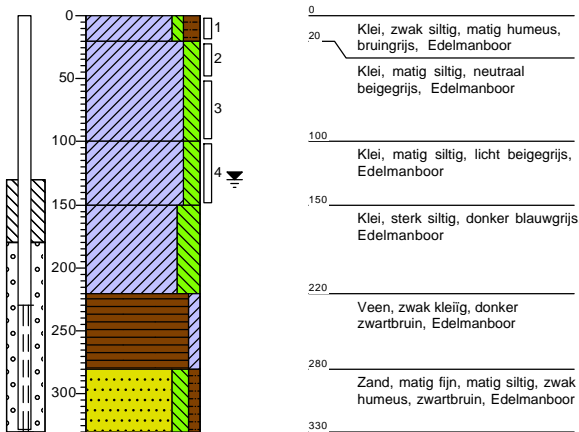 0
50
100
150
200
250
300
1
2
3
4
0
Klei, zwak siltig, matig humeus,
bruingrijs, Edelmanboor
20
Klei, matig siltig, neutraal
beigegrijs, Edelmanboor
100
Klei, matig siltig, licht beigegrijs,
Edelmanboor
150
Klei, sterk siltig, donker blauwgrijs
Edelmanboor
220
Veen, zwak kleiïg, donker
zwartbruin, Edelmanboor
280
Zand, matig fijn, matig siltig, zwak
humeus, zwartbruin, Edelmanboor
330